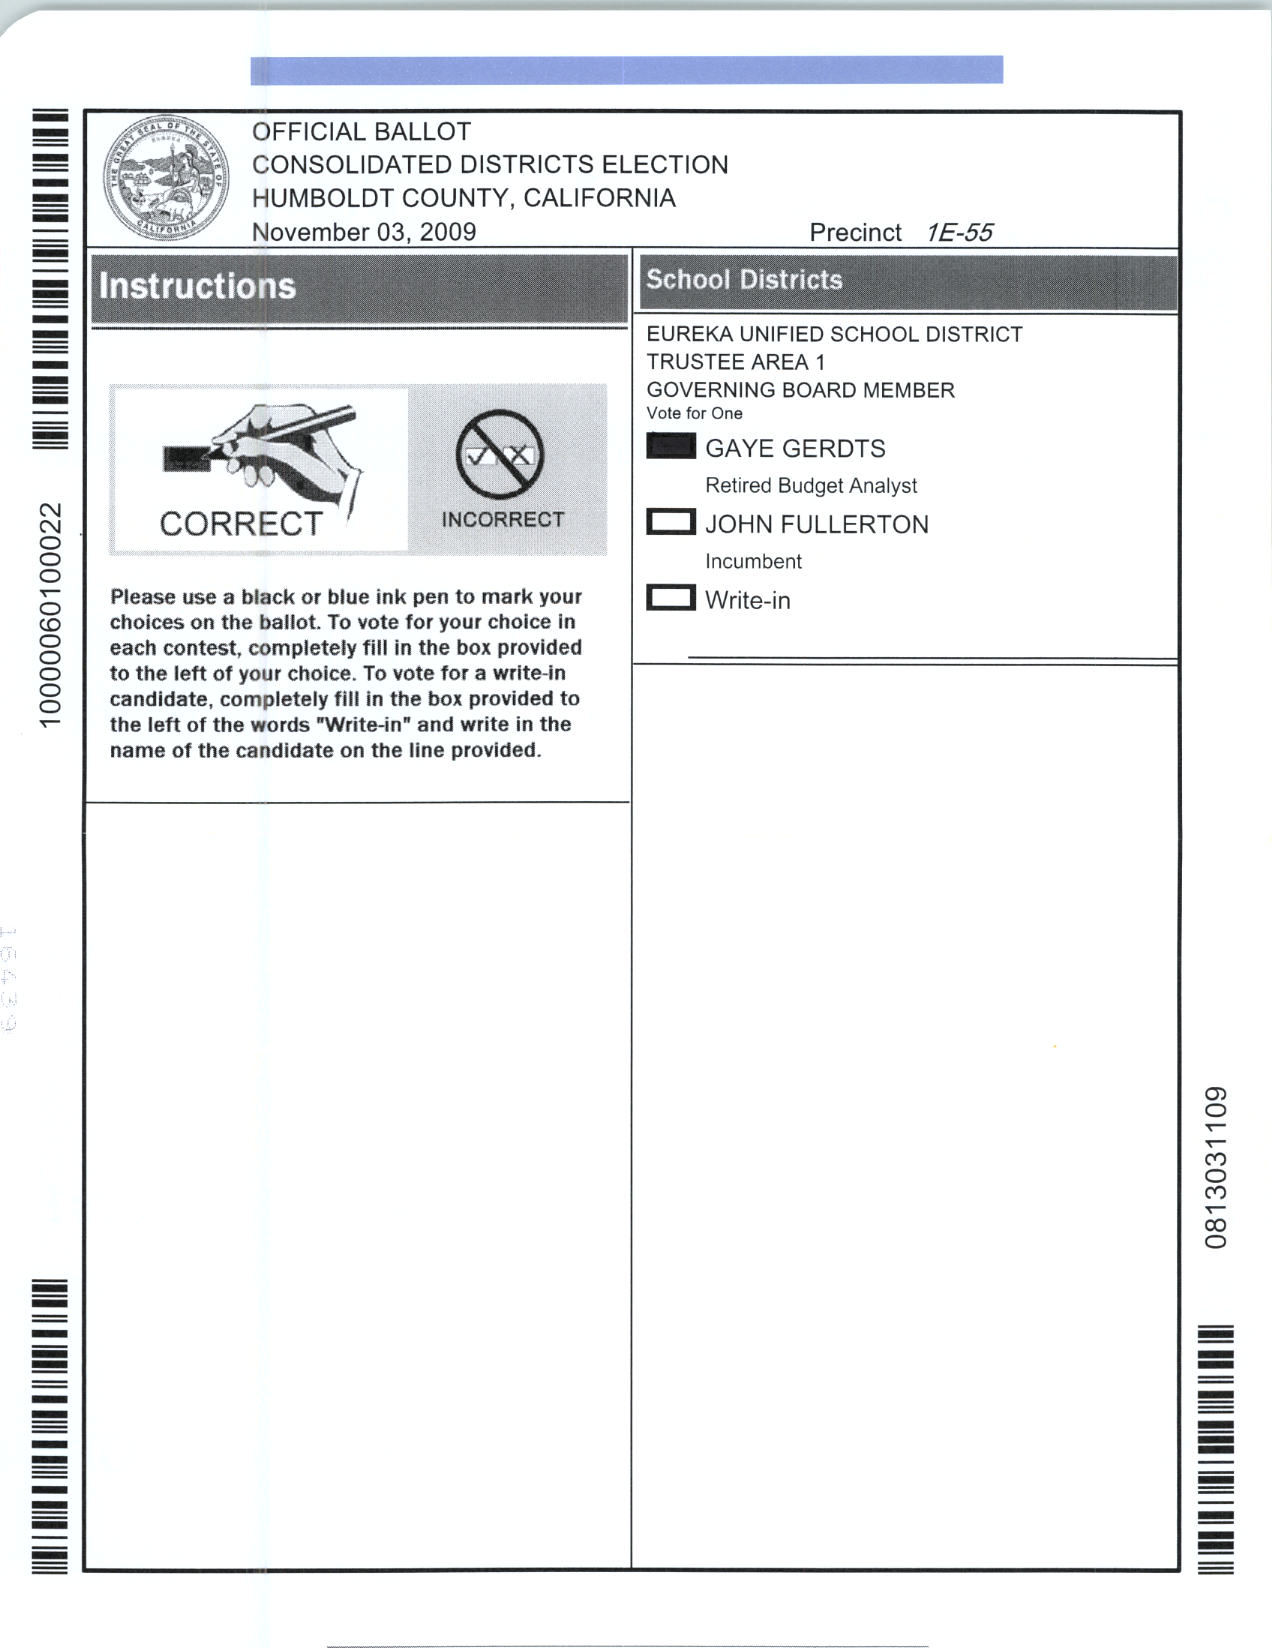 OFFICIAL BALLOT
CONSOLIDATED DISTRICTS ELECTION
HUMBOLDT COUNTY, CALIFORNIA
November 03, 2009 Precinct 1E-55
THE GREAT SEAL OF THE STATE OF CALIFORNIA
EUREKA
Instructions
CORRECT
INCORRECT
Please use a black or blue ink pen to mark your
choices on the ballot. To vote for your choice in
each contest, completely fill in the box provided
to the left of your choice. To vote for a write-in
candidate, completely fill in the box provided to
the left of the words "Write-in" and write in the
name of the candidate on the line provided.
School Districts
EUREKA UNIFIED SCHOOL DISTRICT
TRUSTEE AREA 1
GOVERNING BOARD MEMBER
Vote for One
GAYE GERDTS
Retired Budget Analyst
JOHN FULLERTON
Incumbent
Write-in
10000060100022
0813031109